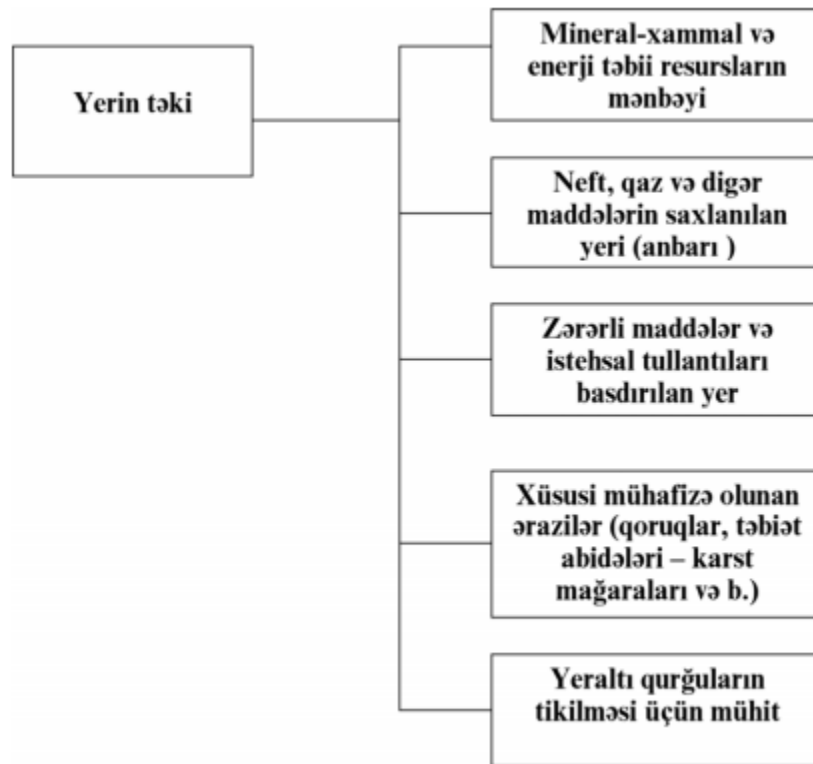 Yerin təki
Mineral-xammal və
enerji təbii resursların
mənbəyi
Neft, qaz və digər
maddələrin saxlanılan
yeri (anbarı )
Zərərli maddələr və
istehsal tullantıları
basdırılan yer
Xüsusi mühafizə olunan
ərazilər (qoruqlar, təbiət
abidələri – karst
mağaraları və b.)
Yeraltı qurğuların
tikilməsi üçün mühit